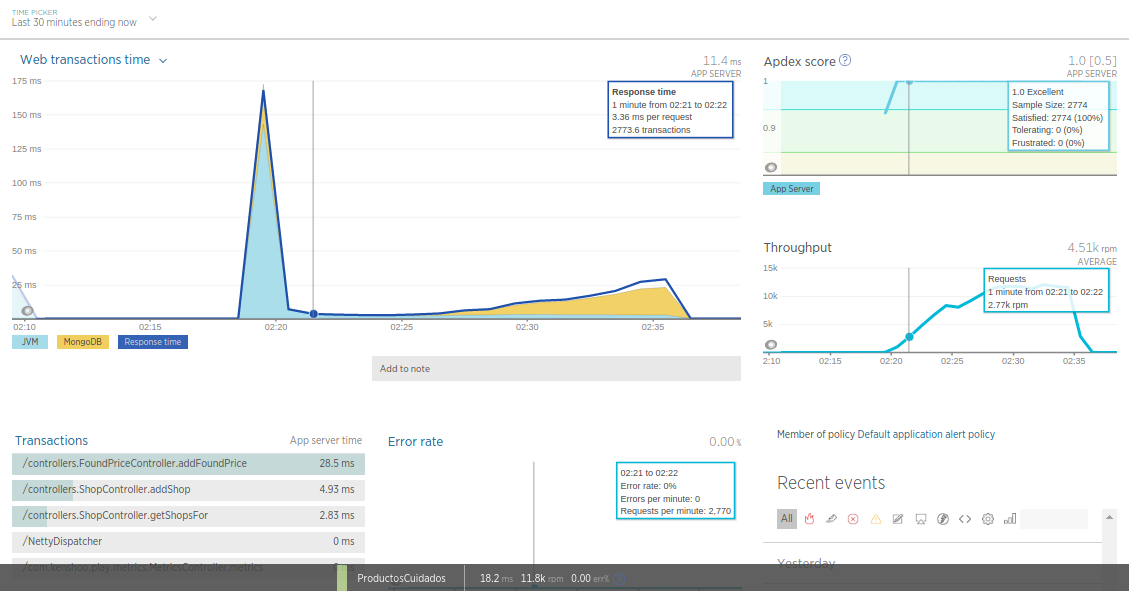 TIME PICKER
Last 30 minutes ending now
Web transactions time
11.4 ms
APP SERVER
175 ms
150 ms
125 ms
100 ms
75 ms
50 ms
25 ms
Response time
1 minute from 02:21 to 02:22
3.36 ms per request
2773.6 transactions
02:10
02:15
02:20
02:25
02:30
02:35
JVM
MongoDB
Response time
Add to note
Apdex score ?
1.0 [0.5]
APP SERVER
1
0.9
1.0 Excellent
Sample Size: 2774
Satisfied: 2774 (100%)
Tolerating: 0 (0%)
Frustrated: 0 (0%)
App Server
Throughput
4.51k rpm
AVERAGE
15k
10k
5k
Requests
1 minute from 02:21 to 02:22
2.77k rpm
2:10
02:15
02:20
02:25
02:30
02:35
Transactions
App server time
/controllers.FoundPriceController.addFoundPrice 28.5 ms
/controllers.ShopController.addShop 4.93 ms
/controllers.ShopController.getShopsFor 2.83 ms
/NettyDispatcher 0 ms
/com.kenshoo.play.metrics.MetricsController.metrics
Error rate
0.00 %
02:21 to 02:22
Error rate: 0%
Errors per minute: 0
Requests per minute: 2,770
Member of policy Default application alert policy
Recent events
All
Yesterday
ProductosCuidados
18.2 ms 11.8k rpm 0.00 err%